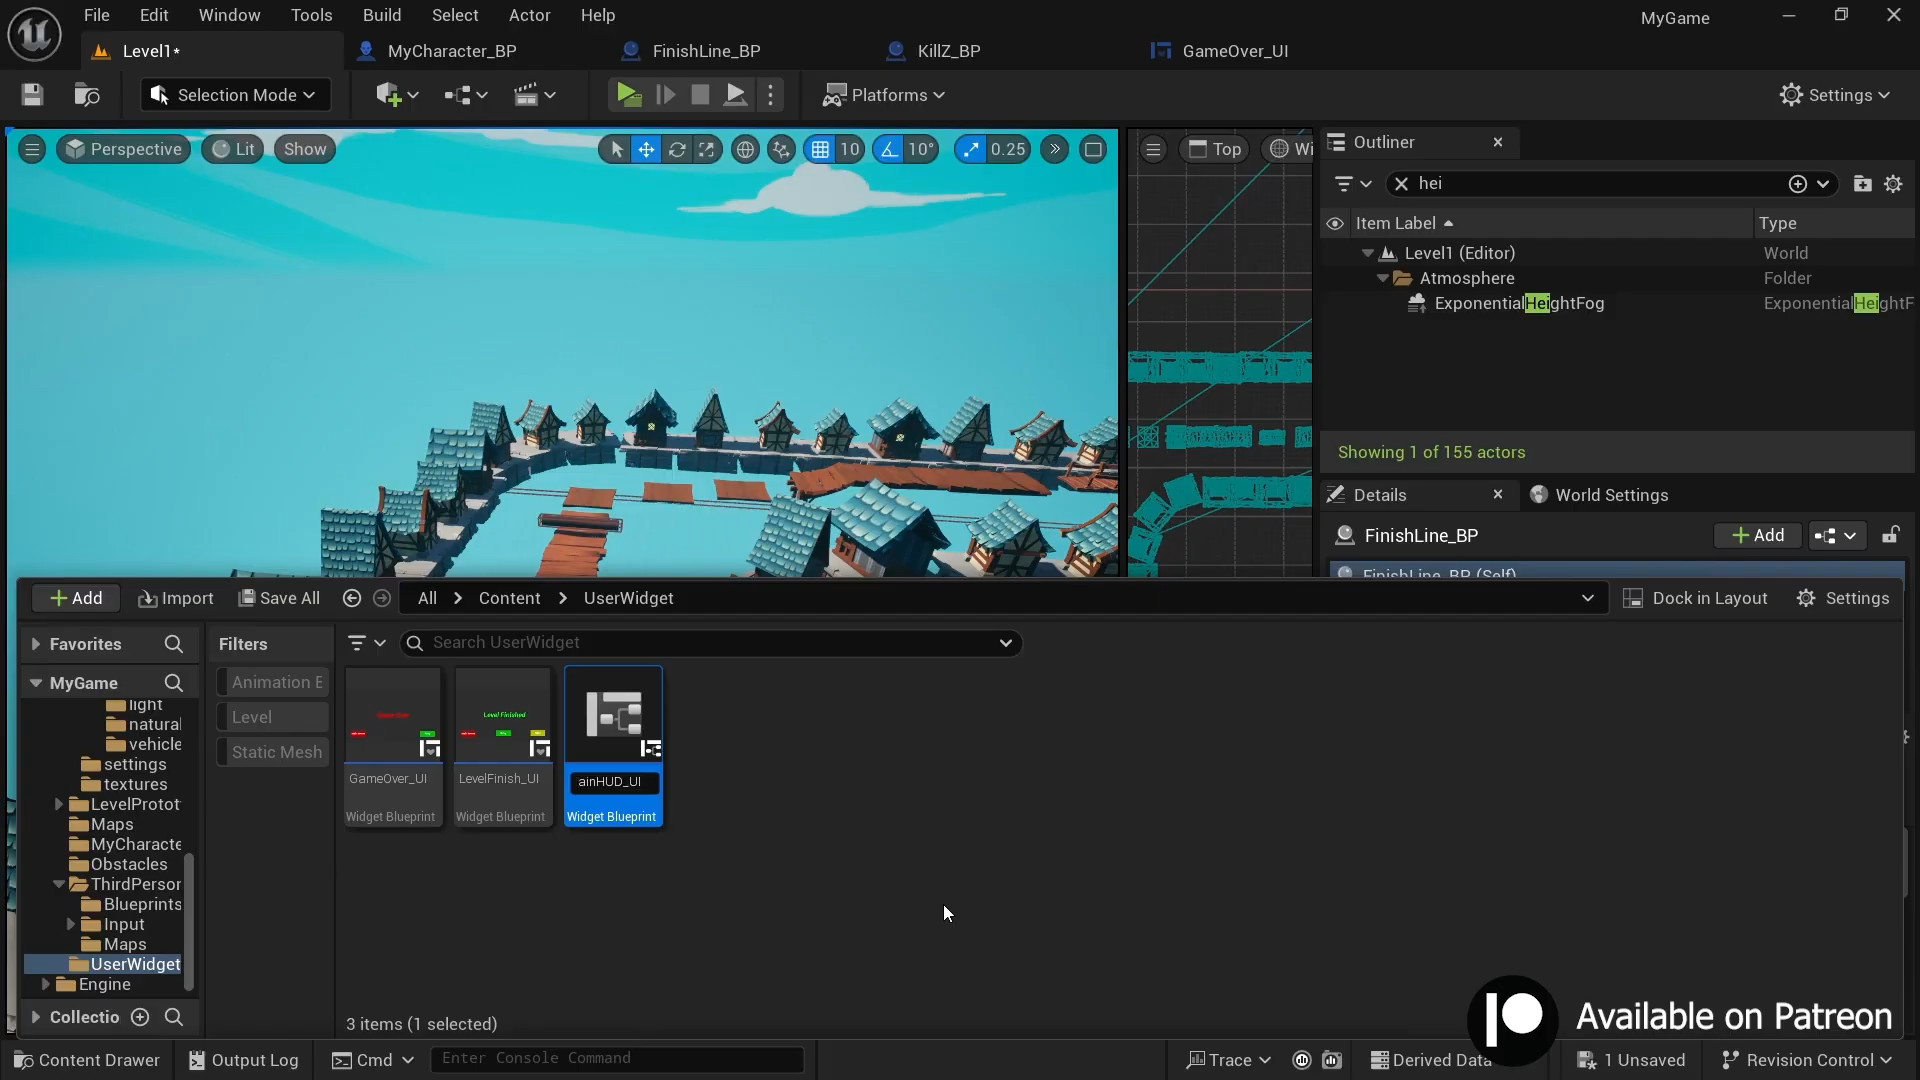 File Edit Window Tools Build Select Actor Help
MyGame
Level1* MyCharacter_BP FinishLine_BP KillZ_BP GameOver_UI
Selection Mode Platforms Settings
Perspective Lit Show 10 10° 0.25
Top Wi
Outliner
hei
Item Label Type
Level1 (Editor) World
Atmosphere Folder
ExponentialHeightFog ExponentialHeightF
Showing 1 of 155 actors
Details World Settings
FinishLine_BP Add
FinishLine_BP (Self)
Add Import Save All All Content UserWidget Dock in Layout Settings
Favorites
MyGame
light
natural
vehicle
settings
textures
LevelProtot
Maps
MyCharacte
Obstacles
ThirdPerson
Blueprints
Input
Maps
UserWidget
Engine
Collectio
Filters
Animation B
Level
Static Mesh
Search UserWidget
Level Finished
GameOver_UI LevelFinish_UI ainHUD_UI
Widget Blueprint Widget Blueprint Widget Blueprint
3 items (1 selected)
Available on Patreon
Content Drawer Output Log Cmd Enter Console Command Trace Derived Data 1 Unsaved Revision Control